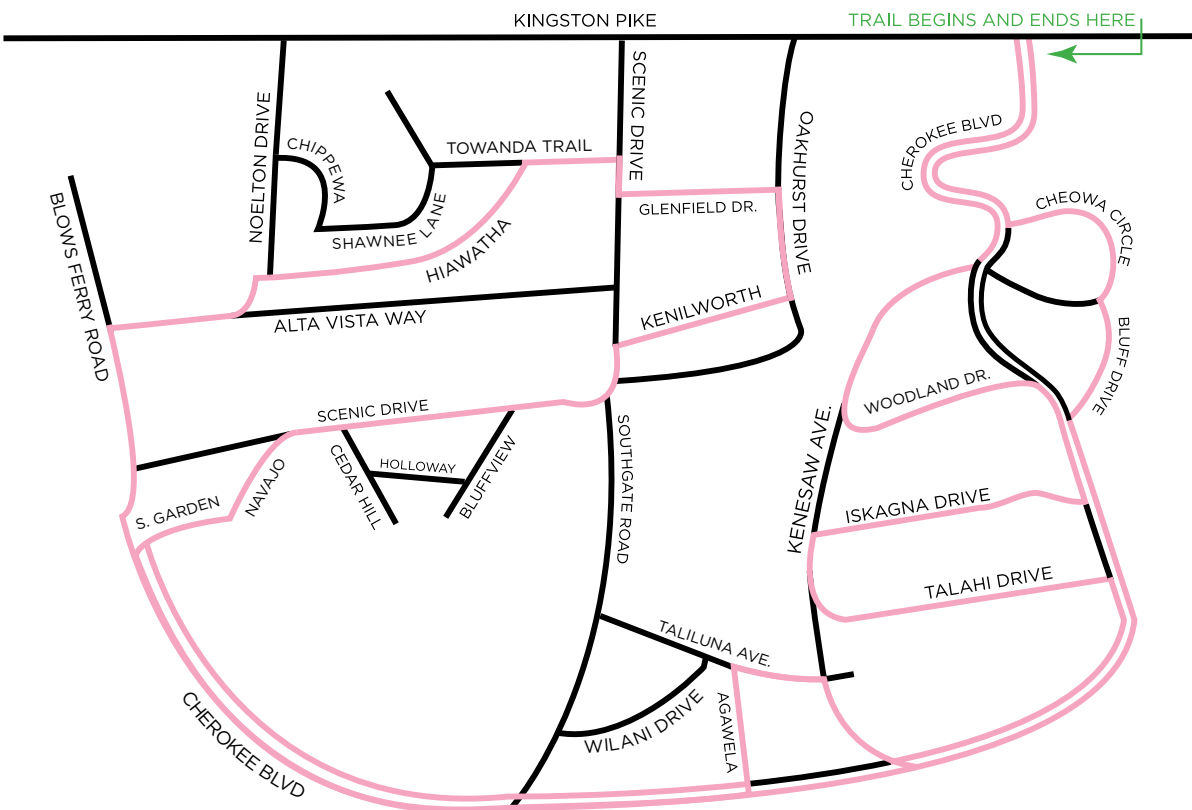 KINGSTON PIKE
TRAIL BEGINS AND ENDS HERE
SCENIC DRIVE
NOELTON DRIVE
CHIPPEWA
TOWANDA TRAIL
OAKHURST DRIVE
CHEROKEE BLVD
BLOWS FERRY ROAD
SHAWNEE LANE
HIAWATHA
GLENFIELD DR.
CHEOWA CIRCLE
ALTA VISTA WAY
KENILWORTH
BLUFF DRIVE
WOODLAND DR.
SCENIC DRIVE
CEDAR HILL
HOLLOWAY
BLUFFVIEW
SOUTHGATE ROAD
KENESAW AVE.
S. GARDEN
NAVAJO
ISKAGNA DRIVE
TALAHI DRIVE
TALILUNA AVE.
WILANI DRIVE
AGAWELA
CHEROKEE BLVD